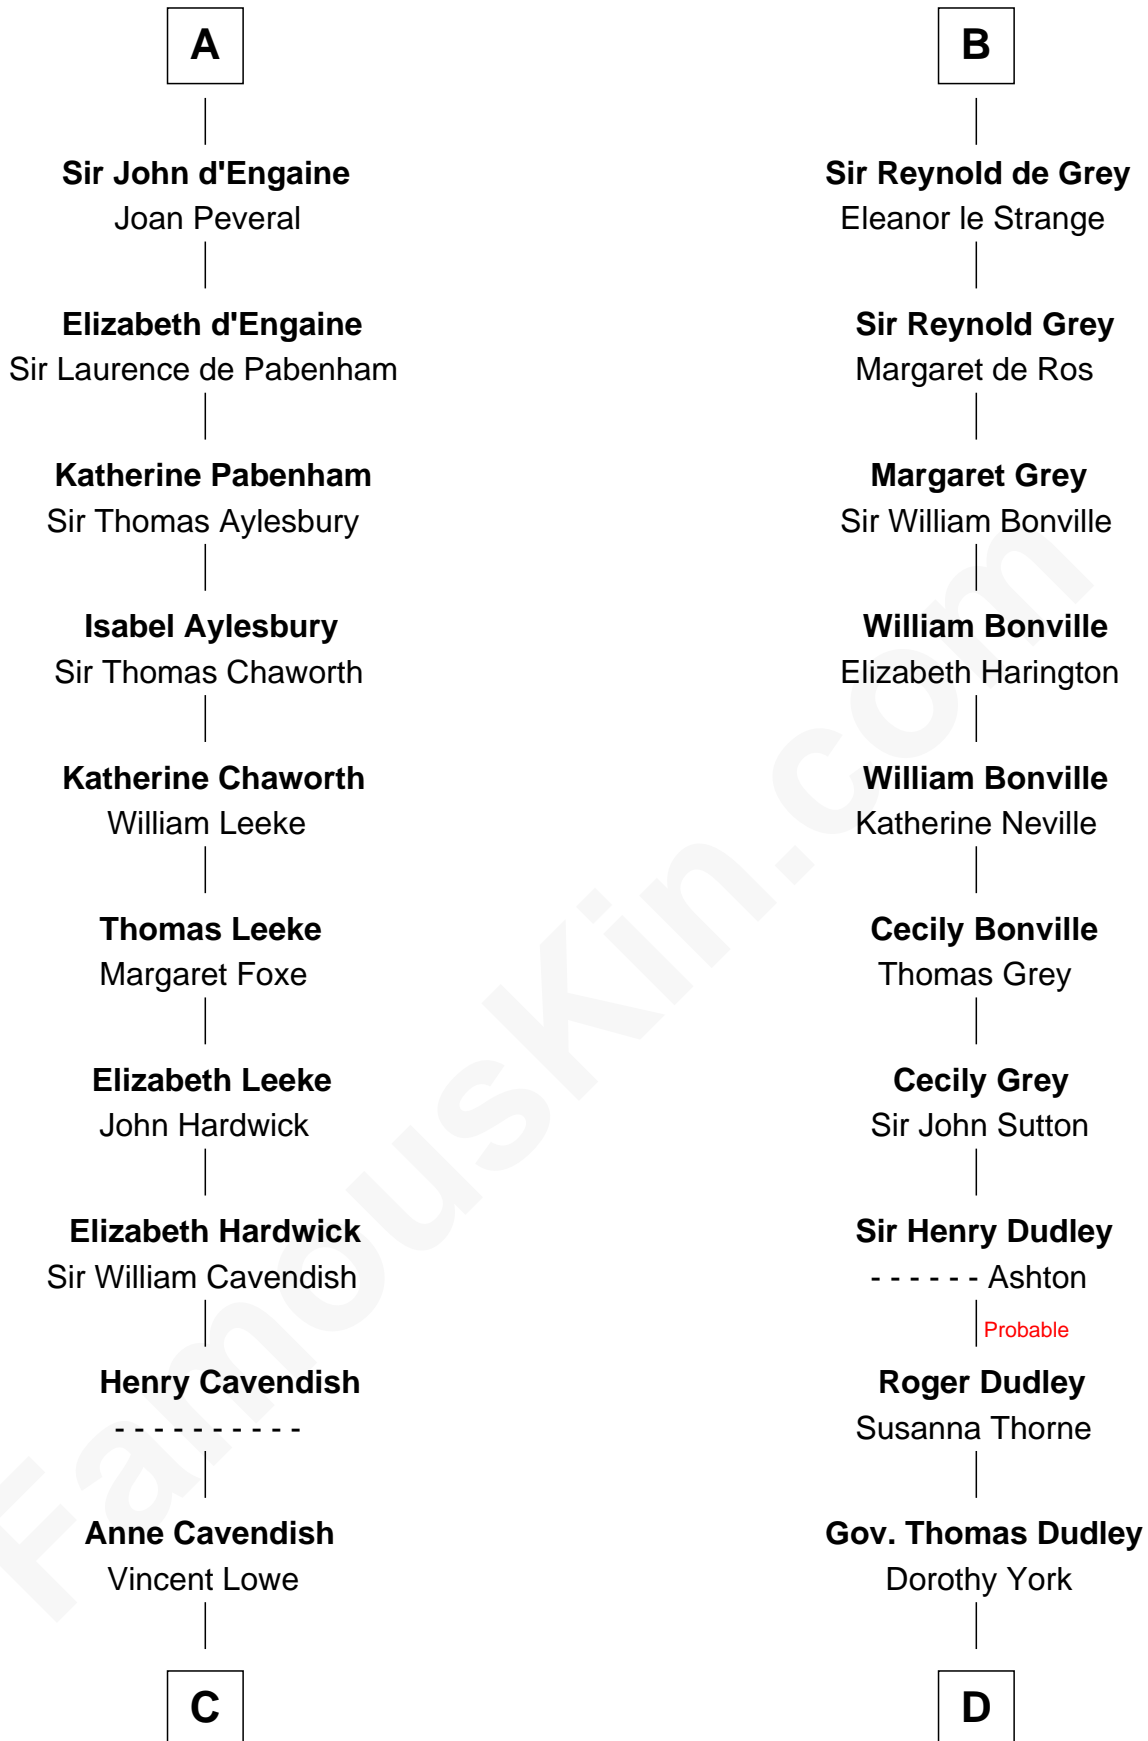 A
Sir John d'Engaine
Joan Peveral
Elizabeth d'Engaine
Sir Laurence de Pabenham
Katherine Pabenham
Sir Thomas Aylesbury
Isabel Aylesbury
Sir Thomas Chaworth
Katherine Chaworth
William Leeke
Thomas Leeke
Margaret Foxe
Elizabeth Leeke
John Hardwick
Elizabeth Hardwick
Sir William Cavendish
Henry Cavendish
- - - - - - - - - -
Anne Cavendish
Vincent Lowe
C
B
Sir Reynold de Grey
Eleanor le Strange
Sir Reynold Grey
Margaret de Ros
Margaret Grey
Sir William Bonville
William Bonville
Elizabeth Harington
William Bonville
Katherine Neville
Cecily Bonville
Thomas Grey
Cecily Grey
Sir John Sutton
Sir Henry Dudley
- - - - - - Ashton
Probable
Roger Dudley
Susanna Thorne
Gov. Thomas Dudley
Dorothy York
D
FamousKin.com